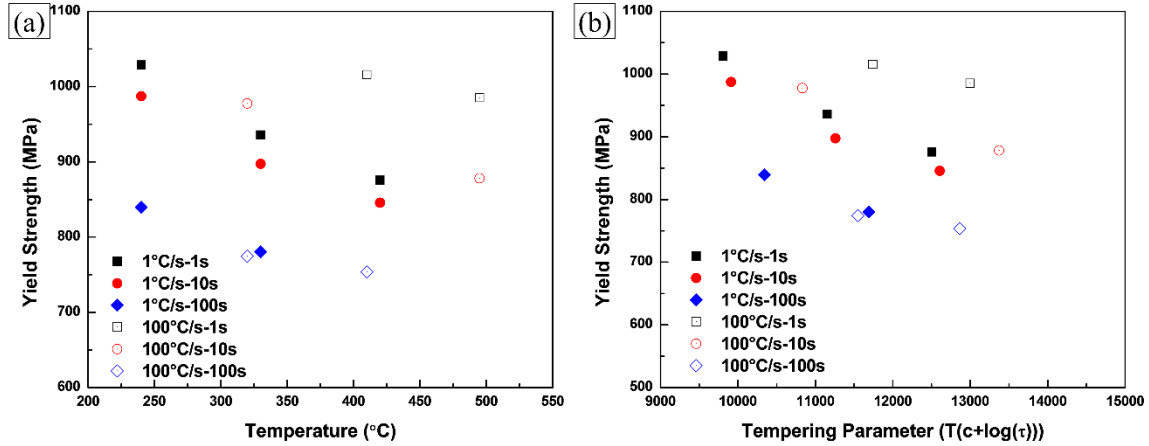 (a)
1100
1000
900
800
700
600
200
250
300
350
400
450
500
550
Yield Strength (MPa)
Temperature (°C)
1°C/s-1s
1°C/s-10s
1°C/s-100s
100°C/s-1s
100°C/s-10s
100°C/s-100s
(b)
1100
1000
900
800
700
600
500
9000
10000
11000
12000
13000
14000
15000
Yield Strength (MPa)
Tempering Parameter (T(c+log(τ)))
1°C/s-1s
1°C/s-10s
1°C/s-100s
100°C/s-1s
100°C/s-10s
100°C/s-100s